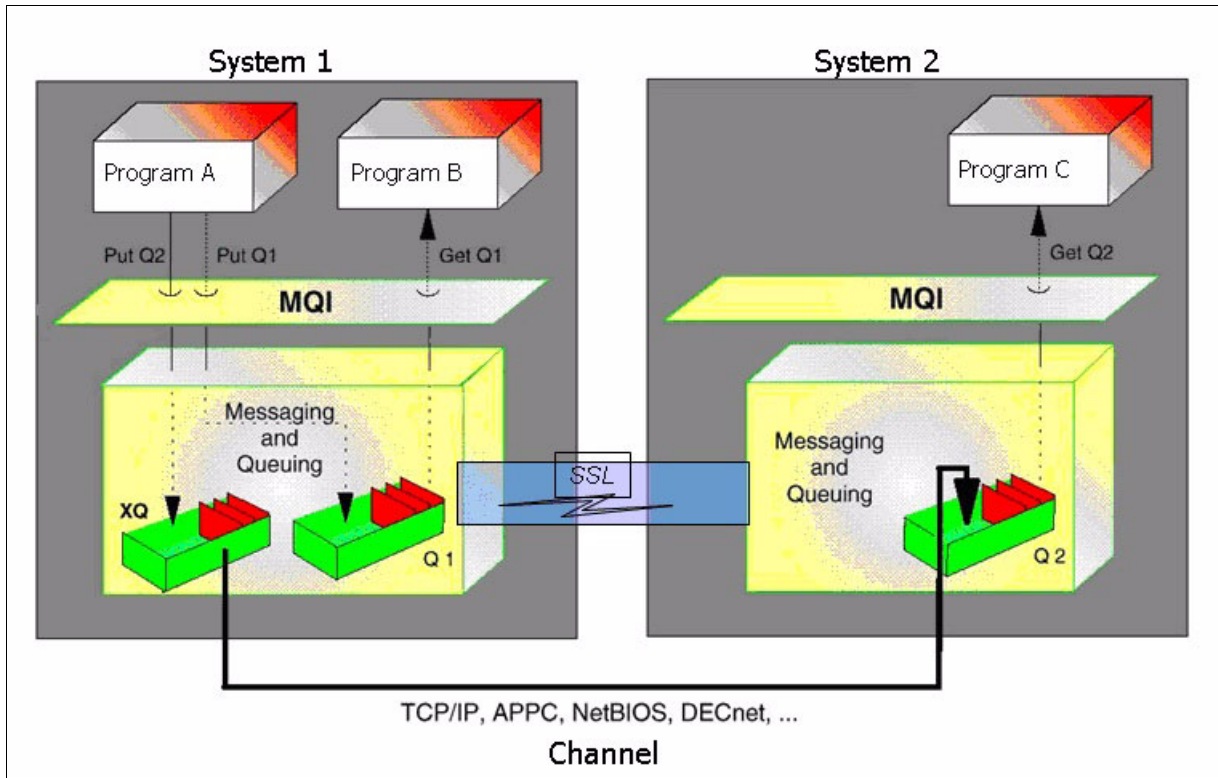 System 1
System 2
Program A
Program B
Program C
Put Q2
Put Q1
Get Q1
Get Q2
MQI
MQI
Messaging
and
Queuing
Messaging
and
Queuing
SSL
XQ
Q 1
Q 2
TCP/IP, APPC, NetBIOS, DECnet, ...
Channel